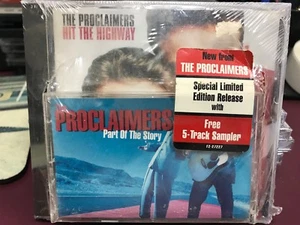 THE PROCLAIMERS
HIT THE HIGHWAY
New from
THE PROCLAIMERS
Special Limited
Edition Release
with
Free
5-Track Sampler
PROCLAIMERS
Part Of The Story